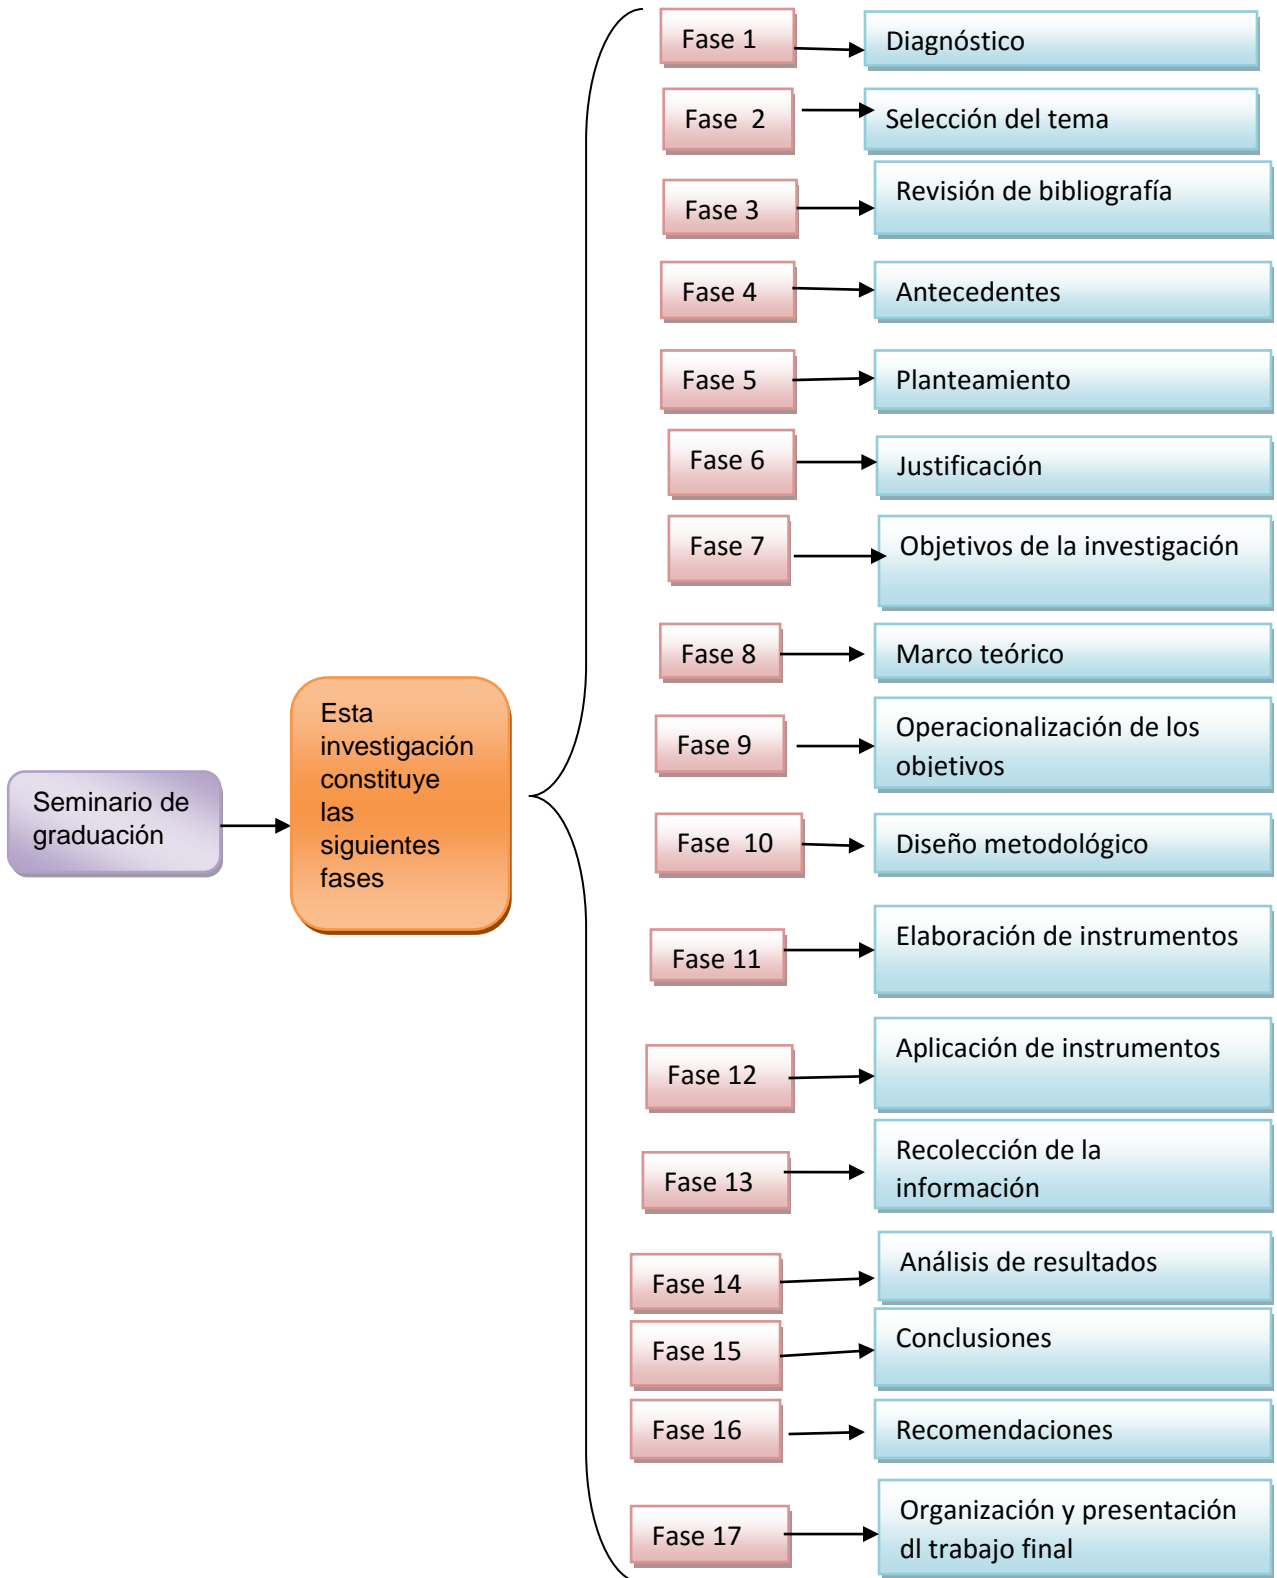 Seminario de
graduación
Esta
investigación
constituye
las
siguientes
fases
Fase 1
Diagnóstico
Fase  2
Selección del tema
Fase 3
Revisión de bibliografía
Fase 4
Antecedentes
Fase 5
Planteamiento
Fase 6
Justificación
Fase 7
Objetivos de la investigación
Fase 8
Marco teórico
Fase 9
Operacionalización de los
objetivos
Fase  10
Diseño metodológico
Fase 11
Elaboración de instrumentos
Fase 12
Aplicación de instrumentos
Fase 13
Recolección de la
información
Fase 14
Análisis de resultados
Fase 15
Conclusiones
Fase 16
Recomendaciones
Fase 17
Organización y presentación
dl trabajo final